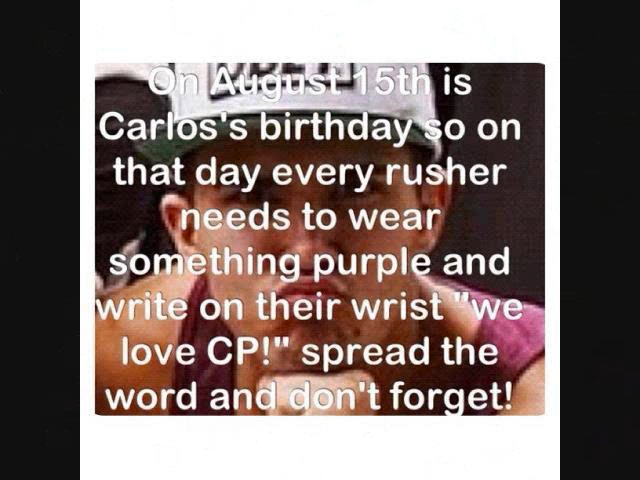 On August 15th is
Carlos's birthday so on
that day every rusher
needs to wear
something purple and
write on their wrist "we
love CP!" spread the
word and don't forget!